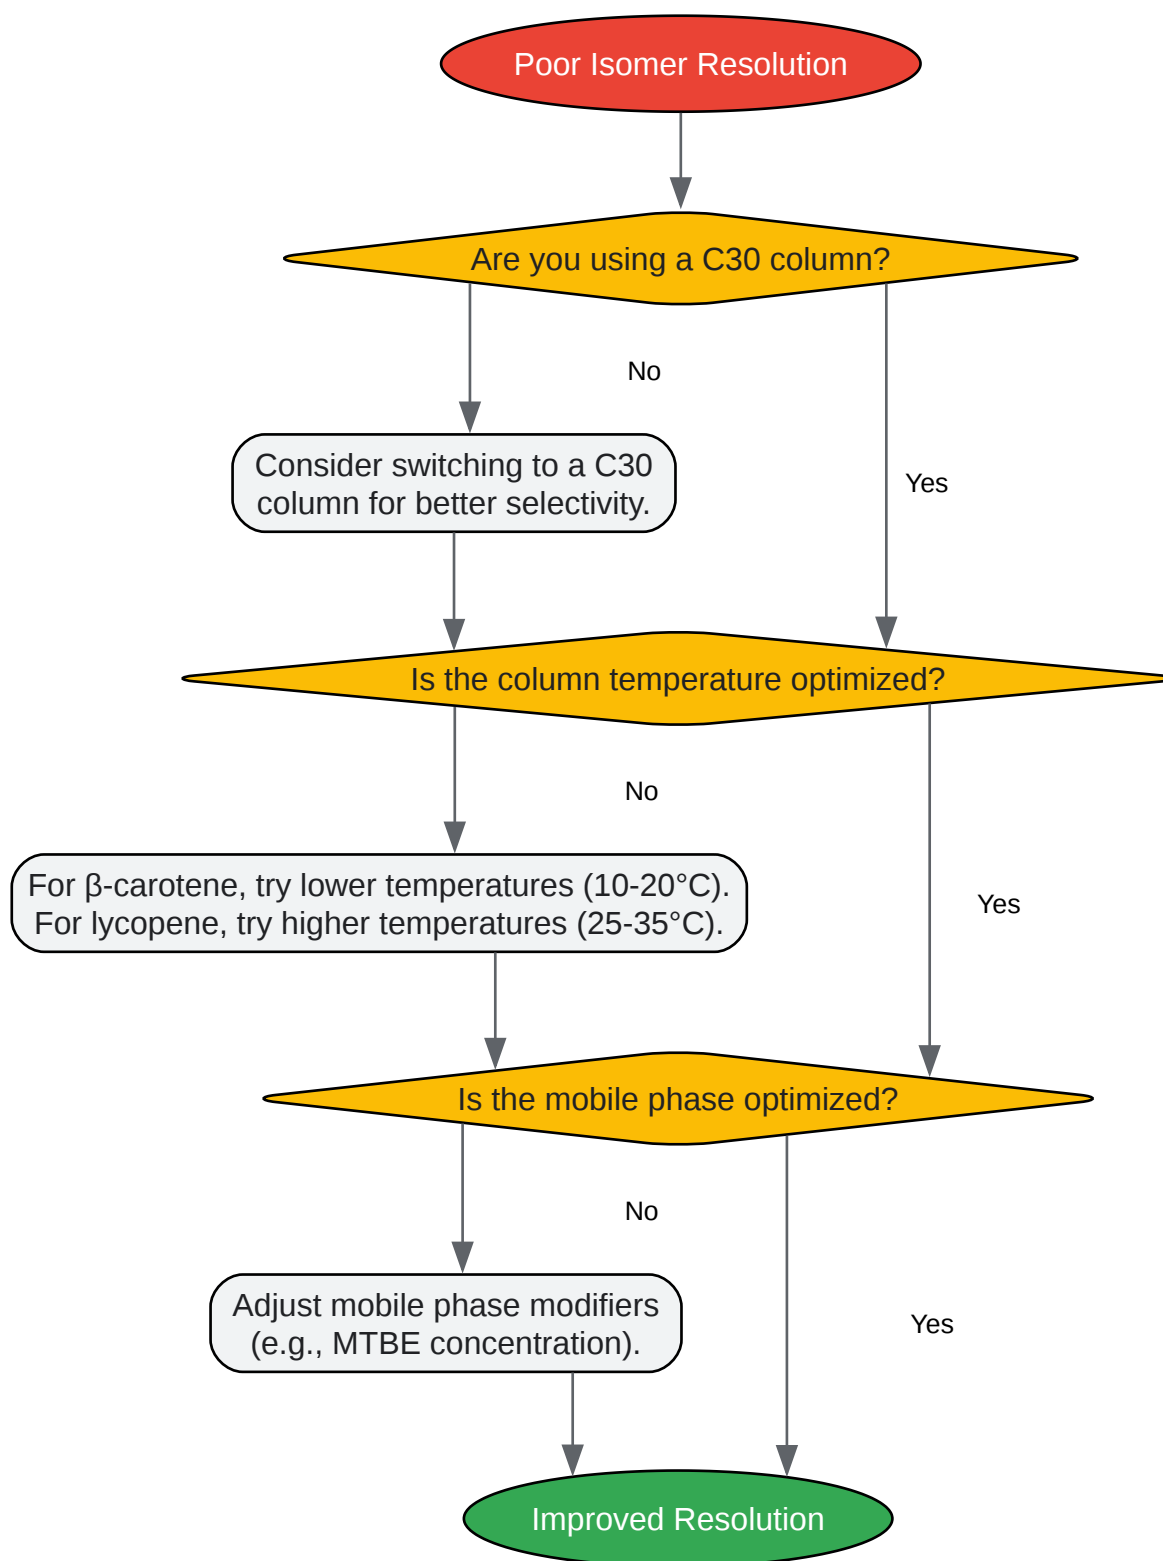 Poor Isomer Resolution
Are you using a C30 column?
No
Consider switching to a C30
column for better selectivity.
Yes
Is the column temperature optimized?
No
For β-carotene, try lower temperatures (10-20°C).
For lycopene, try higher temperatures (25-35°C).
Yes
Is the mobile phase optimized?
No
Adjust mobile phase modifiers
(e.g., MTBE concentration).
Yes
Improved Resolution